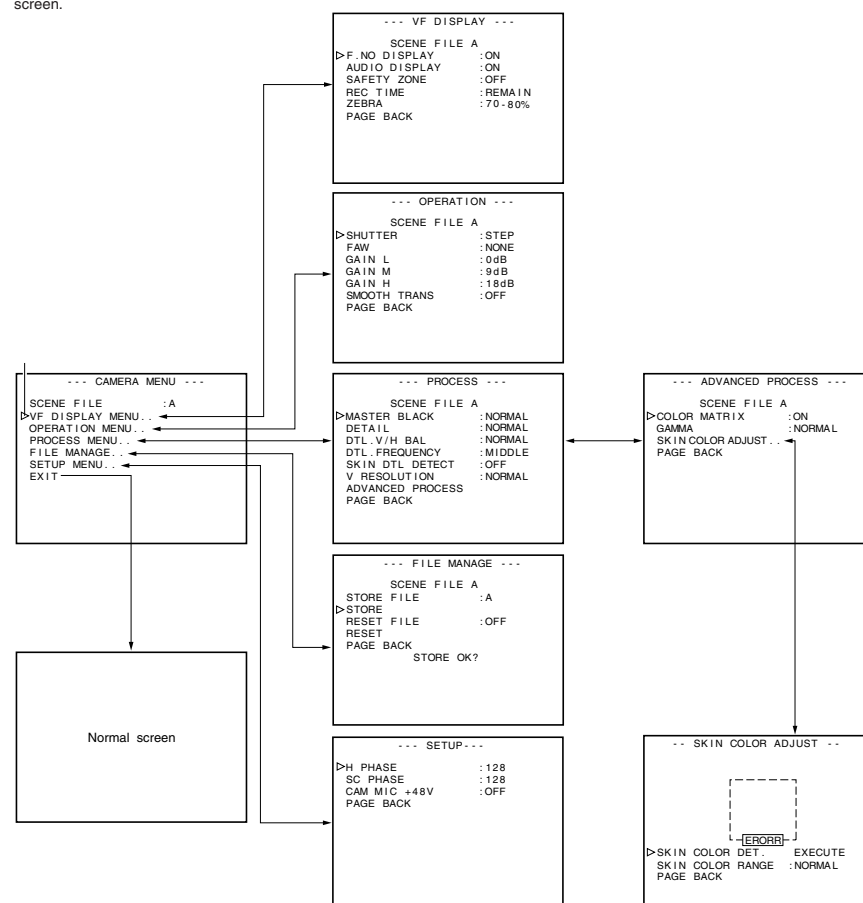 screen.
--- VF DISPLAY ---
SCENE FILE A
▷F.NO DISPLAY :ON
AUDIO DISPLAY :ON
SAFETY ZONE :OFF
REC TIME :REMAIN
ZEBRA :70-80%
PAGE BACK
--- OPERATION ---
SCENE FILE A
▷SHUTTER :STEP
FAW :NONE
GAIN L :0dB
GAIN M :9dB
GAIN H :18dB
SMOOTH TRANS :OFF
PAGE BACK
--- CAMERA MENU ---
SCENE FILE :A
▷VF DISPLAY MENU..
OPERATION MENU..
PROCESS MENU..
FILE MANAGE..
SETUP MENU..
EXIT
--- PROCESS ---
SCENE FILE A
▷MASTER BLACK :NORMAL
DETAIL :NORMAL
DTL.V/H BAL :NORMAL
DTL.FREQUENCY :MIDDLE
SKIN DTL DETECT :OFF
V RESOLUTION :NORMAL
ADVANCED PROCESS
PAGE BACK
--- ADVANCED PROCESS ---
SCENE FILE A
▷COLOR MATRIX :ON
GAMMA :NORMAL
SKIN COLOR ADJUST..
PAGE BACK
--- FILE MANAGE ---
SCENE FILE A
STORE FILE :A
▷STORE
RESET FILE :OFF
RESET
PAGE BACK
STORE OK?
Normal screen
--- SETUP---
▷H PHASE :128
SC PHASE :128
CAM MIC +48V :OFF
PAGE BACK
-- SKIN COLOR ADJUST --
ERORR
▷SKIN COLOR DET. EXECUTE
SKIN COLOR RANGE :NORMAL
PAGE BACK